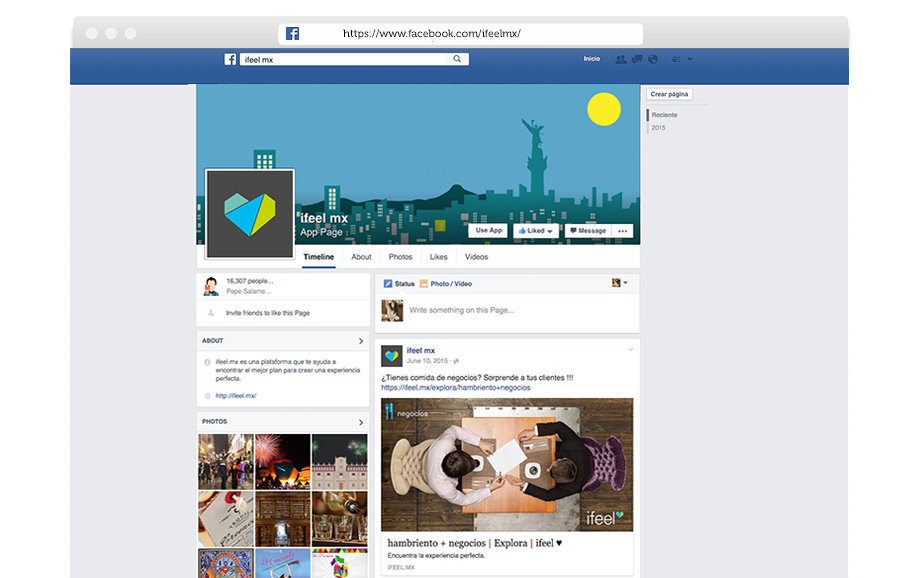 https://www.facebook.com/ifeelmx/
ifeel mx
Inicio
Crear página
Reciente
2015
ifeel mx
App Page
Use App
Liked
Message
Timeline
About
Photos
Likes
Videos
16,307 people...
Pepe Salame...
Invite friends to like this Page
ABOUT
ifeel.mx es una plataforma que te ayuda a
encontrar el mejor plan para crear una experiencia
perfecta.
http://ifeel.mx/
PHOTOS
Status
Photo / Video
Write something on this Page...
ifeel mx
June 10, 2015
¿Tienes comida de negocios? Sorprende a tus clientes !!!
https://ifeel.mx/explora/hambriento+negocios
negocios
ifeel
hambriento + negocios | Explora | ifeel ♥
Encuentra la experiencia perfecta.
IFEEL.MX